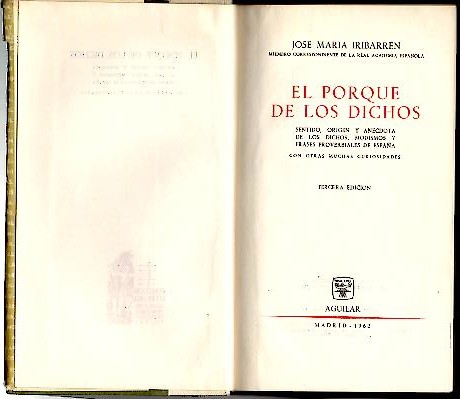 JOSE MARIA IRIBARREN
MIEMBRO CORRESPONDIENTE DE LA REAL ACADEMIA ESPAÑOLA
EL PORQUE
DE LOS DICHOS
SENTIDO, ORIGEN Y ANECDOTA
DE LOS DICHOS, MODISMOS Y
FRASES PROVERBIALES DE ESPAÑA
CON OTRAS MUCHAS CURIOSIDADES
TERCERA EDICION
AGUILAR
MADRID - 1962